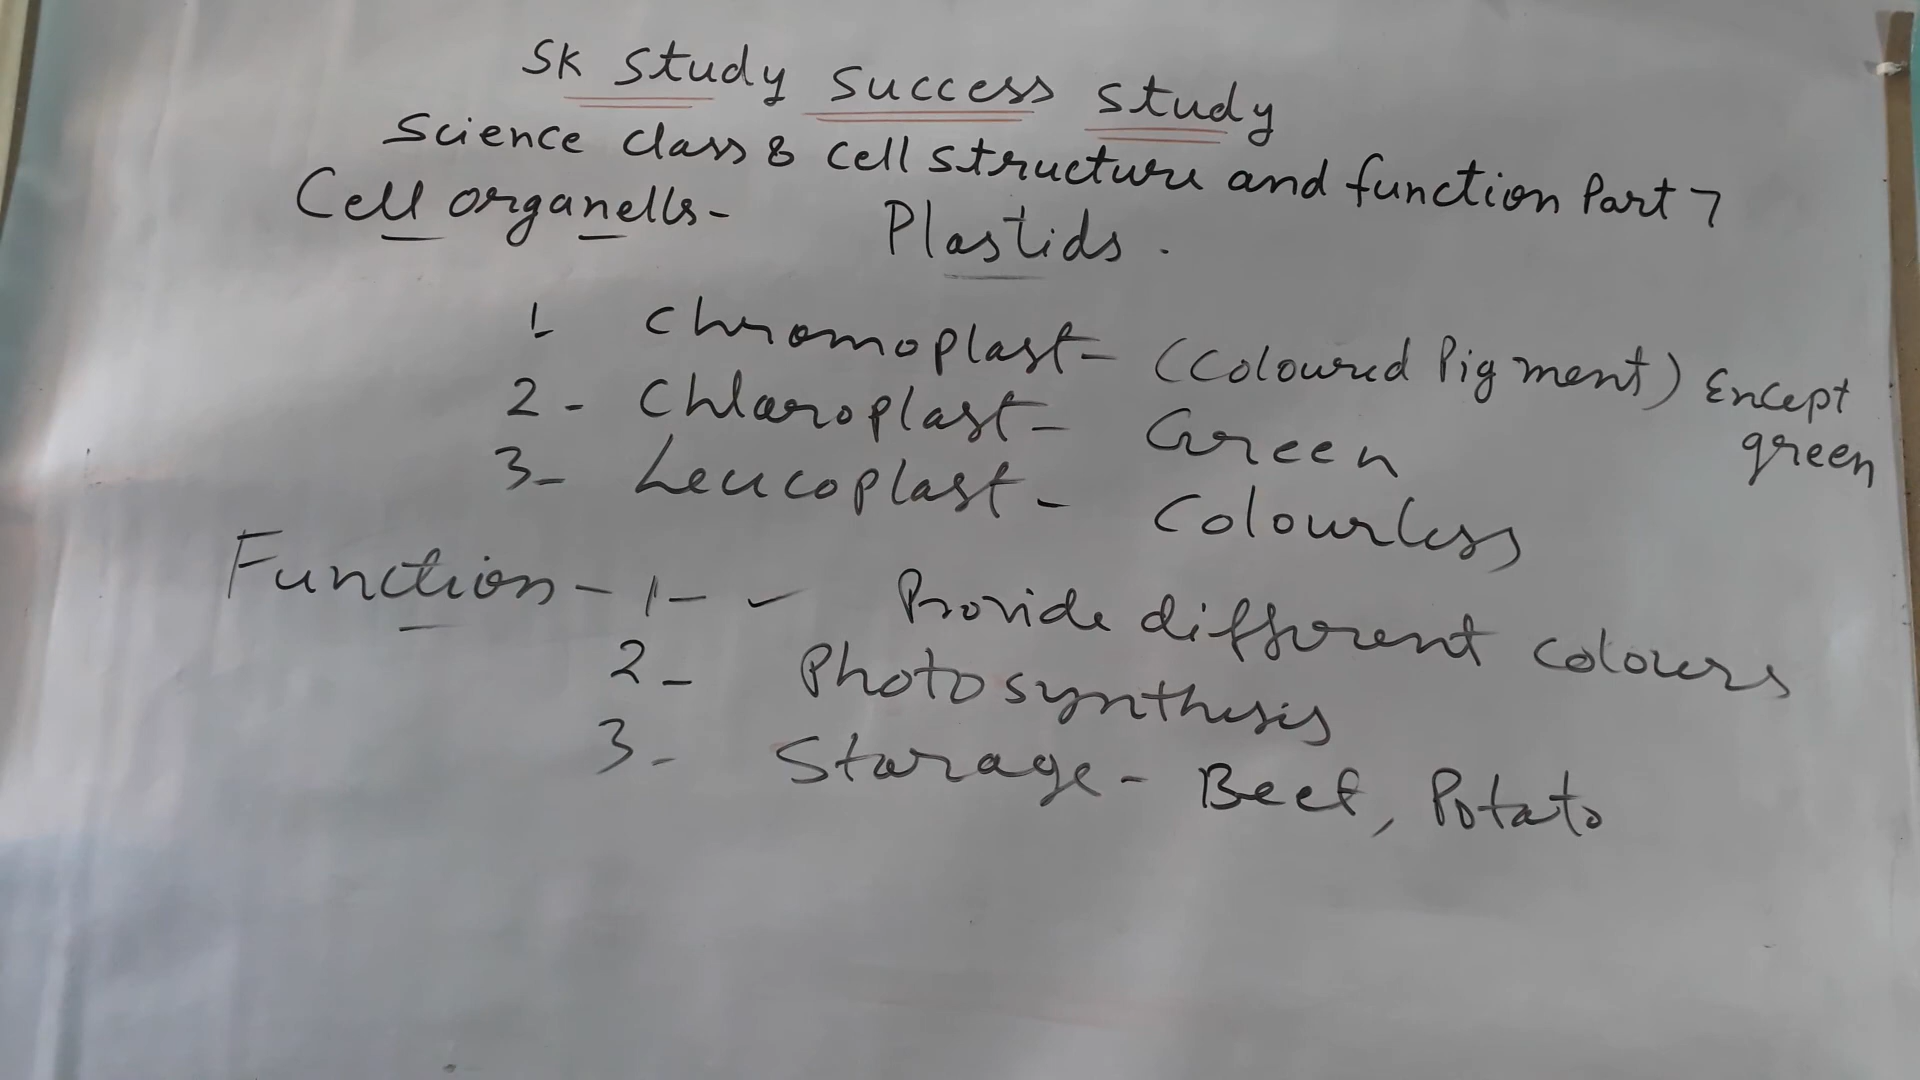 SK Study Success Study
Science class 8 cell structure and function Part 7
Cell organells- Plastids.
1 Chromoplast- (Coloured Pigment) Except green
2- Chloroplast- Green
3- Leucoplast- Colourless
Function- 1- Provide different colours
2- Photosynthesis
3- Storage- Beet, Potato